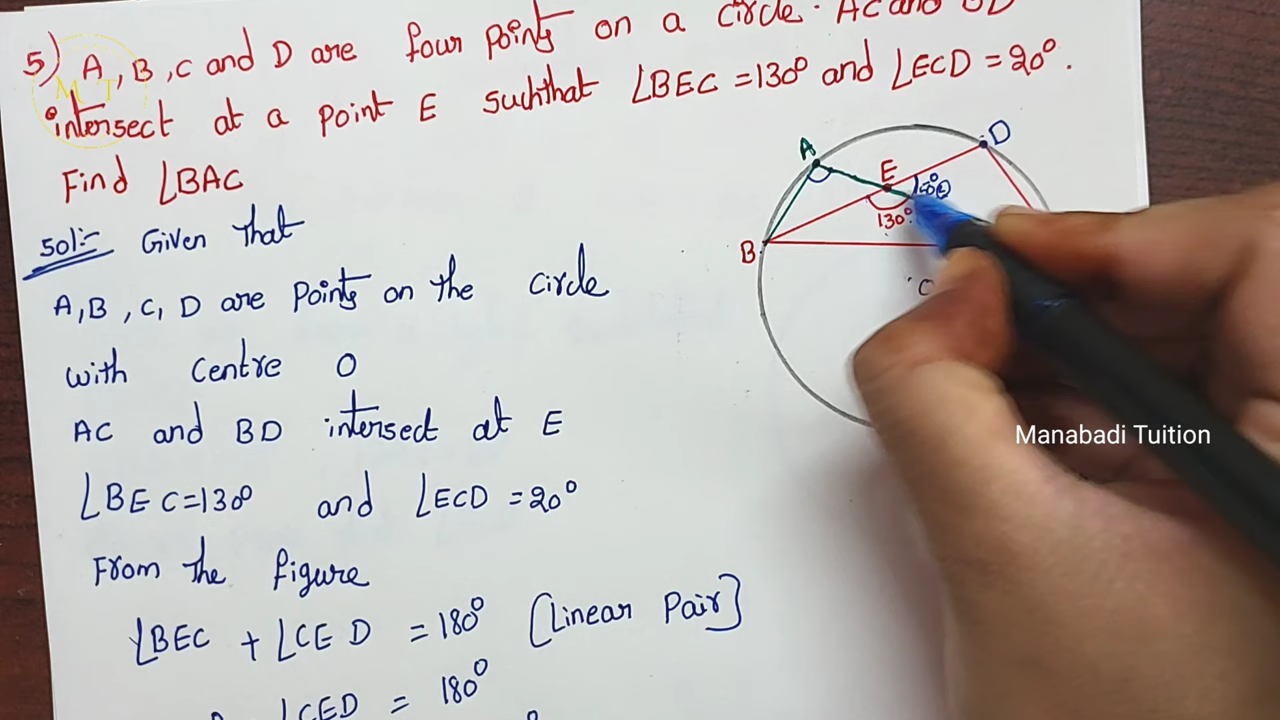 5) A, B, C and D are four points on a circle. AC and BD
intersect at a point E suchthat ∠BEC = 130° and ∠ECD = 20°.
Find ∠BAC
Sol:- Given that
A, B, C, D are points on the circle
with centre O
AC and BD intersect at E
∠BEC = 130° and ∠ECD = 20°
From the figure
∠BEC + ∠CED = 180° [Linear Pair]
∠CED = 180°
A
D
E
130°
B
M T
Manabadi Tuition